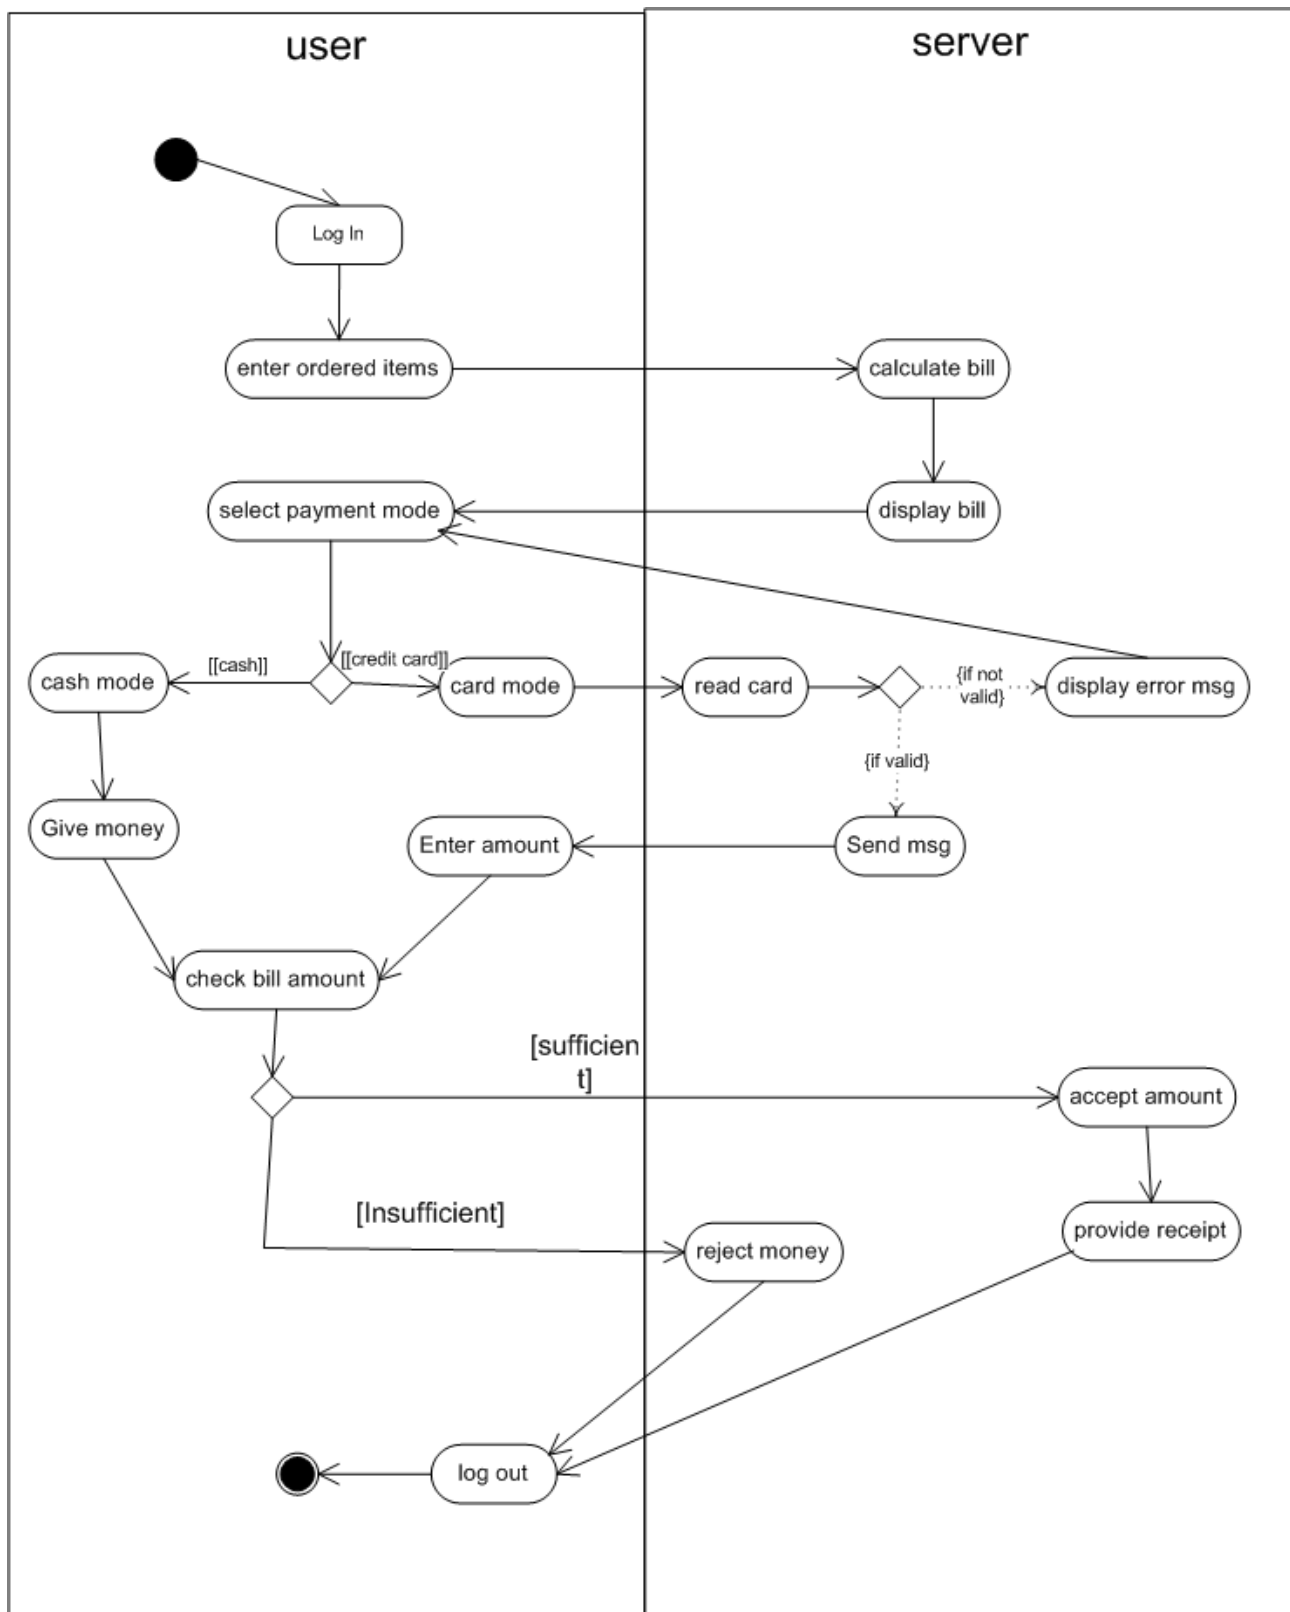 user
server
Log In
enter ordered items
calculate bill
select payment mode
display bill
[[cash]]
[[credit card]]
cash mode
card mode
read card
{if not
valid}
display error msg
{if valid}
Give money
Enter amount
Send msg
check bill amount
[sufficien
t]
accept amount
[Insufficient]
reject money
provide receipt
log out